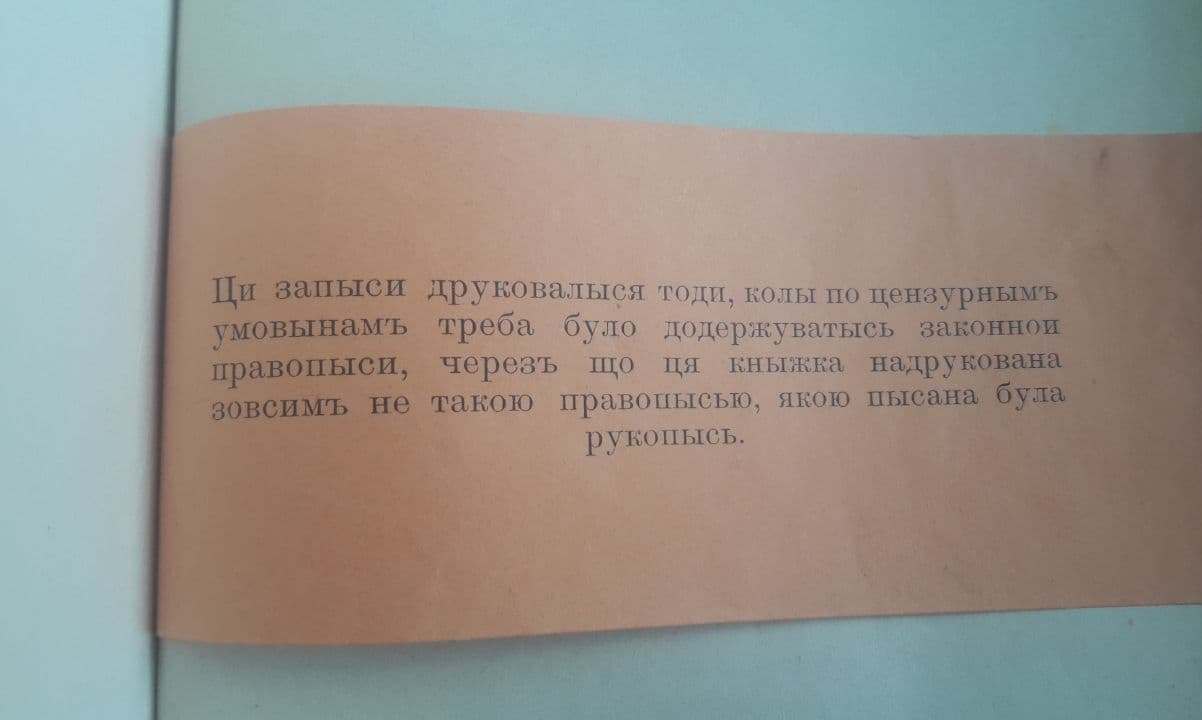 Ци запыси друковалыся тоди, колы по цензурнымъ
умовынамъ треба було додержуватысь законнои
правопыси, черезъ що ця кныжка надрукована
зовсимъ не такою правопысью, якою пысана була
рукопысь.